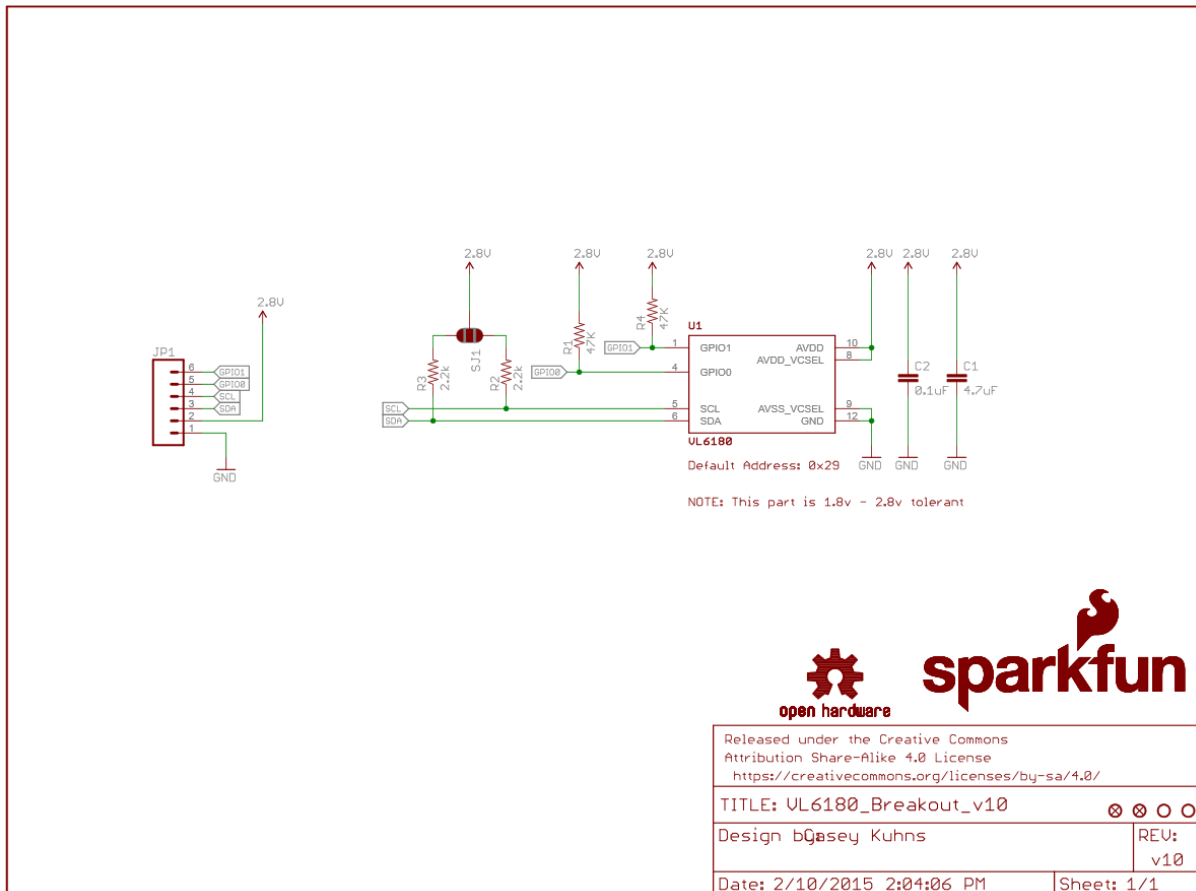 2.8V
2.8V
2.8V
2.8V
2.8V
2.8V
2.8V
JP1
6
GPIO1
5
GPIO0
4
SCL
3
SDA
2
1
GND
SJ1
R3
2.2k
R2
2.2k
R1
47K
R4
47K
GPIO1
GPIO0
SCL
SDA
U1
1
GPIO1
AVDD
10
AVDD_VCSEL
8
4
GPIO0
5
SCL
AVSS_VCSEL
9
6
SDA
GND
12
VL6180
C2
0.1uF
C1
4.7uF
GND
GND
GND
Default Address: 0x29
NOTE: This part is 1.8v - 2.8v tolerant
open hardware
sparkfun
Released under the Creative Commons
Attribution Share-Alike 4.0 License
https://creativecommons.org/licenses/by-sa/4.0/
TITLE: VL6180_Breakout_v10
Design by: Casey Kuhns
REV:
v10
Date: 2/10/2015 2:04:06 PM
Sheet: 1/1